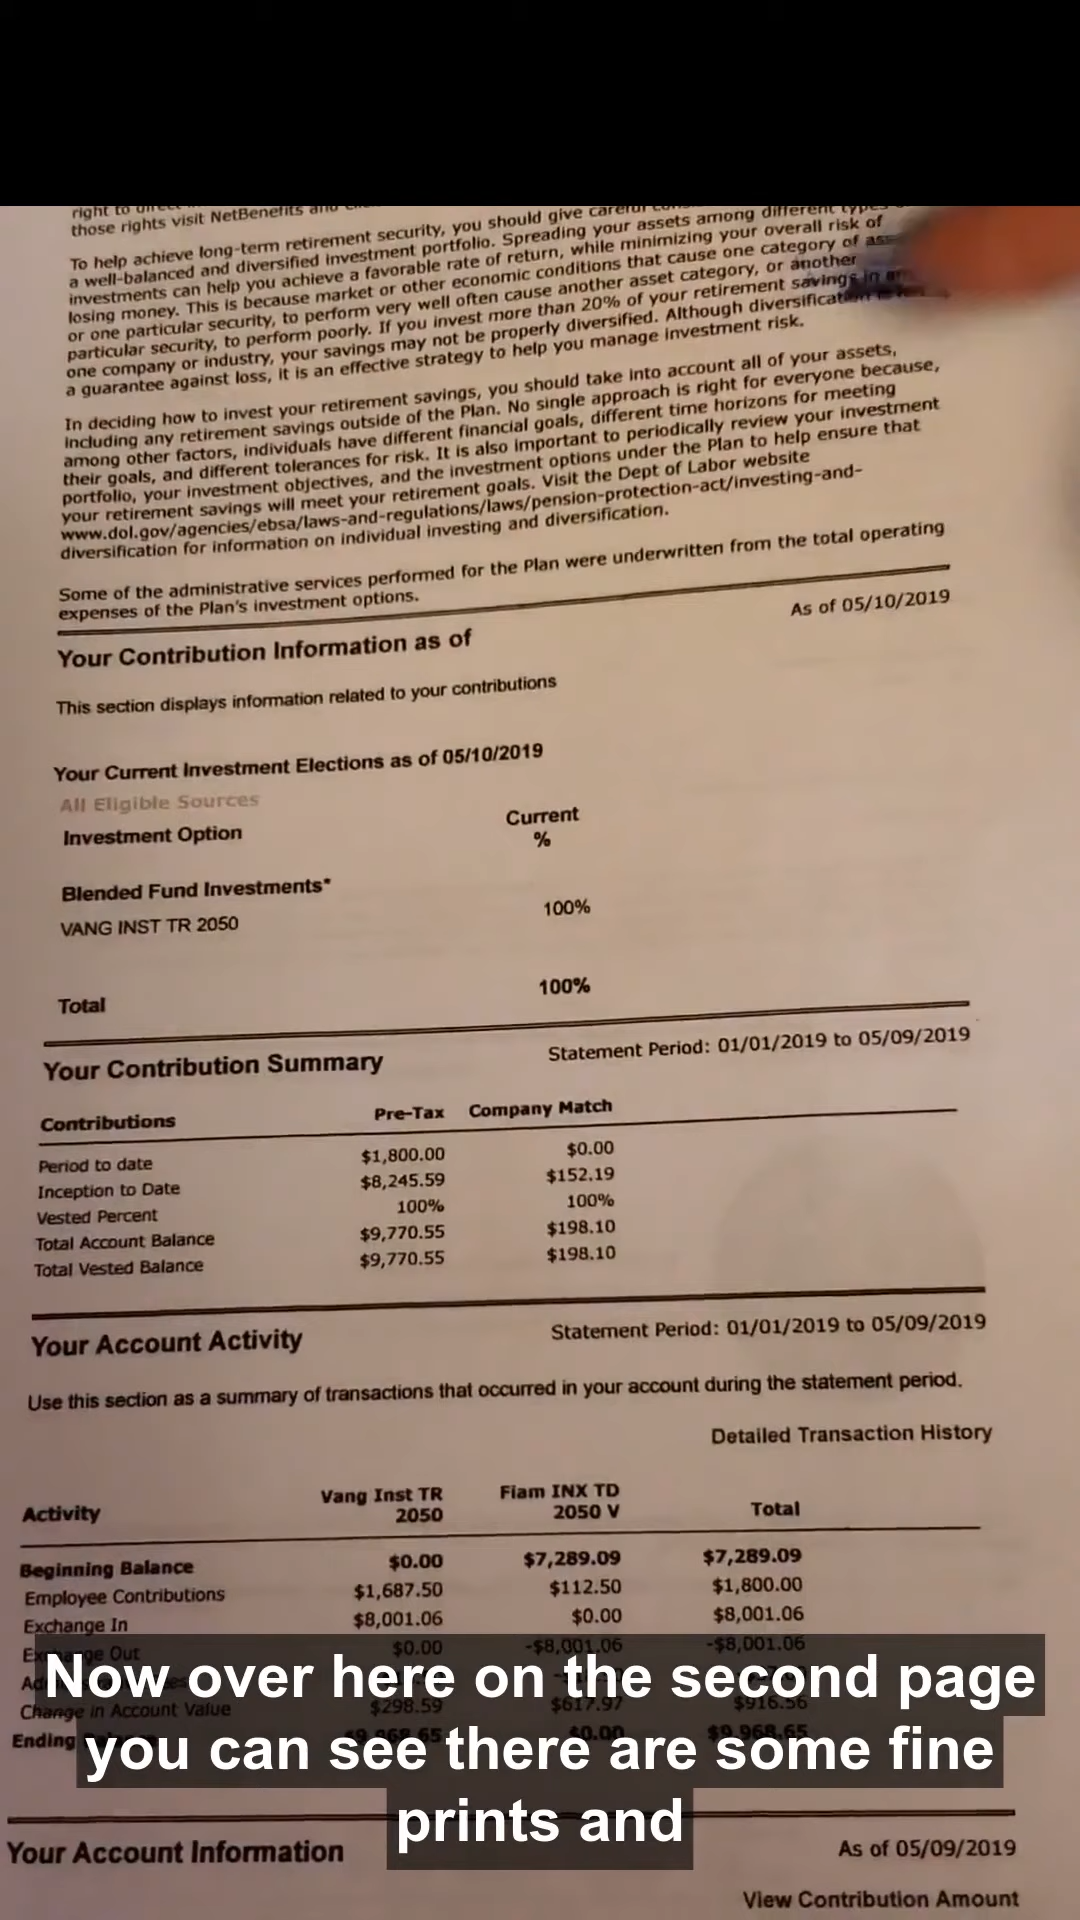 right to
those rights visit NetBenefits and
To help achieve long-term retirement security, you should give careful
a well-balanced and diversified investment portfolio. Spreading your assets among different types
investments can help you achieve a favorable rate of return, while minimizing your overall risk of
losing money. This is because market or other economic conditions that cause one category of
or one particular security, to perform very well often cause another asset category, or another
particular security, to perform poorly. If you invest more than 20% of your retirement savings in
one company or industry, your savings may not be properly diversified. Although diversification
a guarantee against loss, it is an effective strategy to help you manage investment risk.
In deciding how to invest your retirement savings, you should take into account all of your assets,
including any retirement savings outside of the Plan. No single approach is right for everyone because,
among other factors, individuals have different financial goals, different time horizons for meeting
their goals, and different tolerances for risk. It is also important to periodically review your investment
portfolio, your investment objectives, and the investment options under the Plan to help ensure that
your retirement savings will meet your retirement goals. Visit the Dept of Labor website
www.dol.gov/agencies/ebsa/laws-and-regulations/laws/pension-protection-act/investing-and-
diversification for information on individual investing and diversification.
Some of the administrative services performed for the Plan were underwritten from the total operating
expenses of the Plan's investment options.
Your Contribution Information as of As of 05/10/2019
This section displays information related to your contributions
Your Current Investment Elections as of 05/10/2019
All Eligible Sources
Investment Option Current %
Blended Fund Investments*
VANG INST TR 2050 100%
Total 100%
Your Contribution Summary Statement Period: 01/01/2019 to 05/09/2019
Contributions Pre-Tax Company Match
Period to date $1,800.00 $0.00
Inception to Date $8,245.59 $152.19
Vested Percent 100% 100%
Total Account Balance $9,770.55 $198.10
Total Vested Balance $9,770.55 $198.10
Your Account Activity Statement Period: 01/01/2019 to 05/09/2019
Use this section as a summary of transactions that occurred in your account during the statement period.
Detailed Transaction History
Activity Vang Inst TR 2050 Fiam INX TD 2050 V Total
Beginning Balance $0.00 $7,289.09 $7,289.09
Employee Contributions $1,687.50 $112.50 $1,800.00
Exchange In $8,001.06 $0.00 $8,001.06
Exchange Out $0.00 -$8,001.06 -$8,001.06
Change in Account Value $298.59 $617.97 $916.56
Ending $0.00 $9,968.65
Now over here on the second page
you can see there are some fine
prints and
Your Account Information As of 05/09/2019
View Contribution Amount